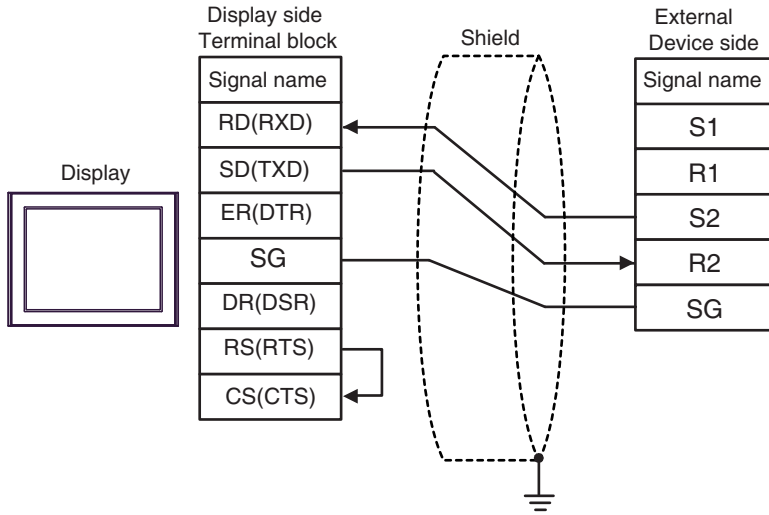 Display side
Terminal block
Shield
External
Device side
Signal name
Signal name
RD(RXD)
S1
SD(TXD)
R1
Display
ER(DTR)
S2
SG
R2
DR(DSR)
SG
RS(RTS)
CS(CTS)